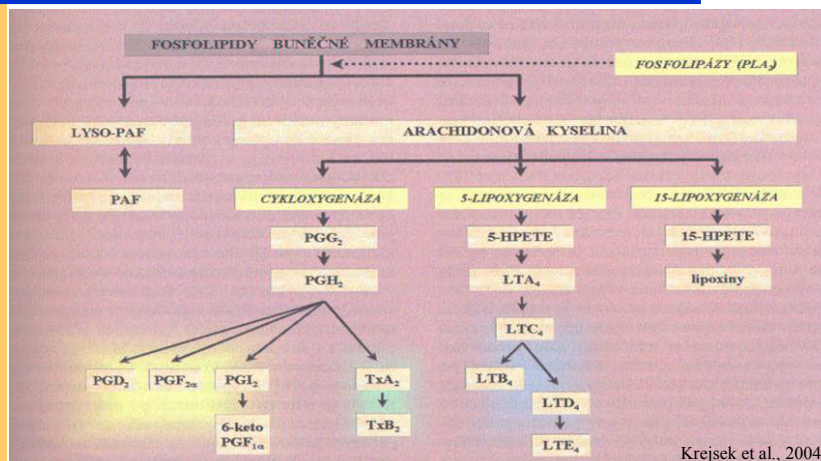 FOSFOLIPIDY BUNĚČNÉ MEMBRÁNY
FOSFOLIPÁZY (PLA₂)
LYSO-PAF
ARACHIDONOVÁ KYSELINA
PAF
CYKLOXYGENÁZA
5-LIPOXYGENÁZA
15-LIPOXYGENÁZA
PGG₂
5-HPETE
15-HPETE
PGH₂
LTA₄
lipoxiny
LTC₄
PGD₂
PGF₂α
PGI₂
TxA₂
LTB₄
LTD₄
6-keto
PGF₁α
TxB₂
LTE₄
Krejsek et al., 2004